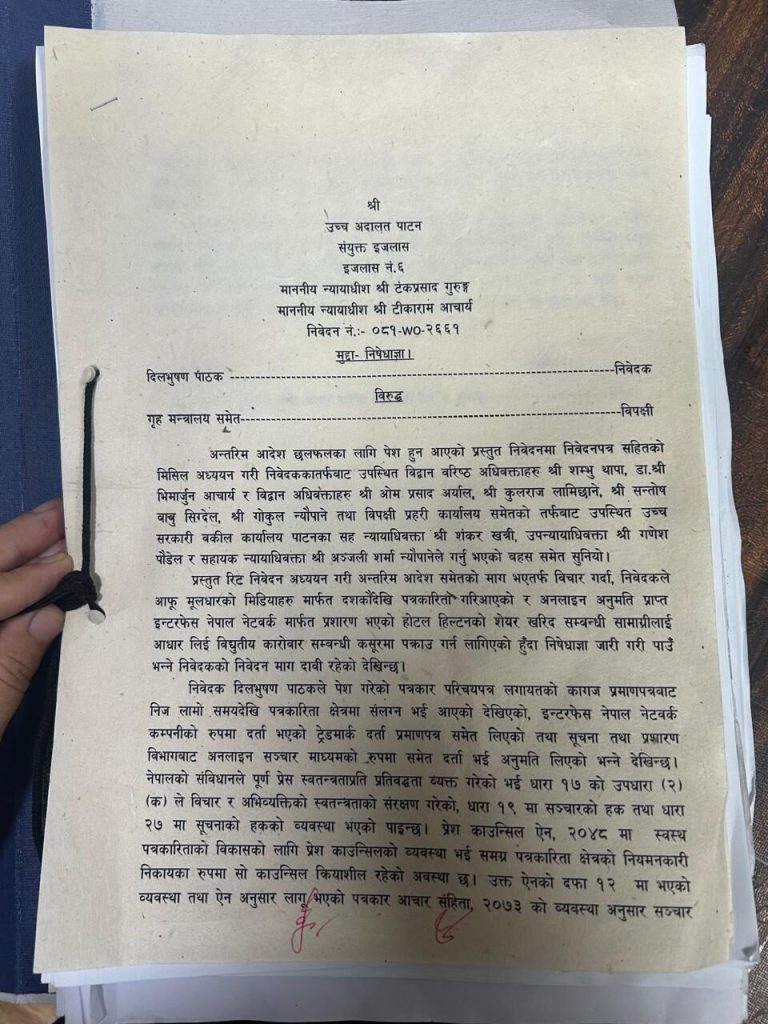 श्री
उच्च अदालत पाटन
संयुक्त इजलास
इजलास नं.६
माननीय न्यायाधीश श्री टंकप्रसाद गुरुङ्ग
माननीय न्यायाधीश श्री टीकाराम आचार्य
निवेदन नं.:- ०८१-WO-२६६१
मुद्दा- निषेधाज्ञा।
दिलभुषण पाठक ------------------------------------------------------------------------निवेदक
विरुद्ध
गृह मन्त्रालय समेत----------------------------------------------------------------------विपक्षी
अन्तरिम आदेश छलफलका लागि पेश हुन आएको प्रस्तुत निवेदनमा निवेदनपत्र सहितको
मिसिल अध्ययन गरी निवेदककातर्फबाट उपस्थित विद्वान वरिष्ठ अधिवक्ताहरु श्री शम्भु थापा, डा.श्री
भिमार्जुन आचार्य र विद्वान अधिवक्ताहरु श्री ओम प्रसाद अर्याल, श्री कुलराज लामिछाने, श्री सन्तोष
बाबु सिग्देल, श्री गोकुल न्यौपाने तथा विपक्षी प्रहरी कार्यालय समेतको तर्फबाट उपस्थित उच्च
सरकारी वकील कार्यालय पाटनका सह न्यायाधिवक्ता श्री शंकर खत्री, उपन्यायाधिवक्ता श्री गणेश
पौडेल र सहायक न्यायाधिवक्ता श्री अञ्जली शर्मा न्यौपानेले गर्नु भएको बहस समेत सुनियो।
प्रस्तुत रिट निवेदन अध्ययन गरी अन्तरिम आदेश समेतको माग भएतर्फ विचार गर्दा, निवेदकले
आफू मूलधारको मिडियाहरु मार्फत दशकौंदेखि पत्रकारिता गरिआएको र अनलाइन अनुमति प्राप्त
इन्टरफेस नेपाल नेटवर्क मार्फत प्रशारण भएको होटल हिल्टनको शेयर खरिद सम्बन्धी सामाग्रीलाई
आधार लिई विघुतीय कारोवार सम्बन्धी कसूरमा पक्राउ गर्न लागिएको हुँदा निषेधाज्ञा जारी गरी पाउँ
भन्ने निवेदकको निवेदन माग दावी रहेको देखिन्छ।
निवेदक दिलभुषण पाठकले पेश गरेको पत्रकार परिचयपत्र लगायतको कागज प्रमाणपत्रबाट
निज लामो समयदेखि पत्रकारिता क्षेत्रमा संलग्न भई आएको देखिएको, इन्टरफेस नेपाल नेटवर्क
कम्पनीको रुपमा दर्ता भएको ट्रेडमार्क दर्ता प्रमाणपत्र समेत लिएको तथा सूचना तथा प्रशारण
विभागबाट अनलाइन सञ्चार माध्यमको रुपमा समेत दर्ता भई अनुमति लिएको भन्ने देखिन्छ।
नेपालको संविधानले पूर्ण प्रेस स्वतन्त्रताप्रति प्रतिबद्धता व्यक्त गरेको भई धारा १७ को उपधारा (२)
(क) ले विचार र अभिव्यक्तिको स्वतन्त्रताको संरक्षण गरेको, धारा १९ मा सञ्चारको हक तथा धारा
२७ मा सूचनाको हकको व्यवस्था भएको पाइन्छ। प्रेश काउन्सिल ऐन, २०४८ मा स्वस्थ
पत्रकारिताको विकासको लागि प्रेश काउन्सिलको व्यवस्था भई समग्र पत्रकारिता क्षेत्रको नियमनकारी
निकायका रुपमा सो काउन्सिल कियाशील रहेको अवस्था छ। उक्त ऐनको दफा १२ मा भएको
व्यवस्था तथा ऐन अनुसार लागू भएको पत्रकार आचार संहिता, २०७३ को व्यवस्था अनुसार सञ्चार